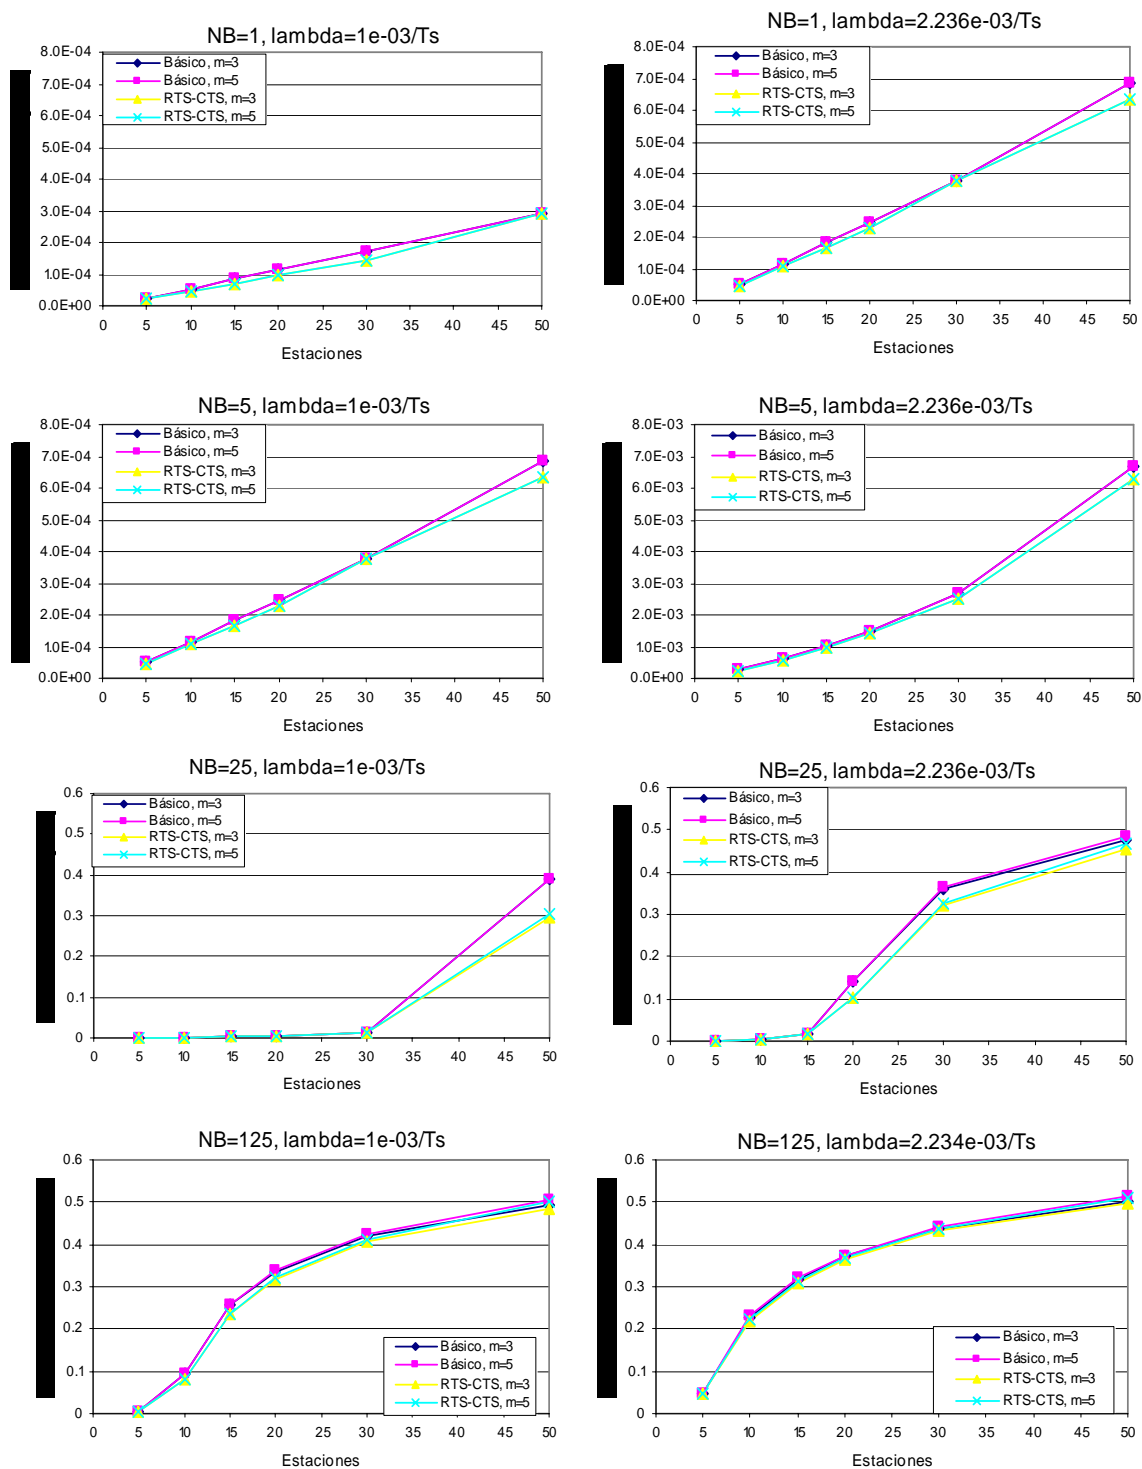 NB=1, lambda=1e-03/Ts
8.0E-04
7.0E-04
6.0E-04
5.0E-04
4.0E-04
3.0E-04
2.0E-04
1.0E-04
0.0E+00
Básico, m=3
Básico, m=5
RTS-CTS, m=3
RTS-CTS, m=5
0 5 10 15 20 25 30 35 40 45 50
Estaciones
NB=1, lambda=2.236e-03/Ts
8.0E-04
7.0E-04
6.0E-04
5.0E-04
4.0E-04
3.0E-04
2.0E-04
1.0E-04
0.0E+00
Básico, m=3
Básico, m=5
RTS-CTS, m=3
RTS-CTS, m=5
0 5 10 15 20 25 30 35 40 45 50
Estaciones
NB=5, lambda=1e-03/Ts
8.0E-04
7.0E-04
6.0E-04
5.0E-04
4.0E-04
3.0E-04
2.0E-04
1.0E-04
0.0E+00
Básico, m=3
Básico, m=5
RTS-CTS, m=3
RTS-CTS, m=5
0 5 10 15 20 25 30 35 40 45 50
Estaciones
NB=5, lambda=2.236e-03/Ts
8.0E-03
7.0E-03
6.0E-03
5.0E-03
4.0E-03
3.0E-03
2.0E-03
1.0E-03
0.0E+00
Básico, m=3
Básico, m=5
RTS-CTS, m=3
RTS-CTS, m=5
0 5 10 15 20 25 30 35 40 45 50
Estaciones
NB=25, lambda=1e-03/Ts
0.6
0.5
0.4
0.3
0.2
0.1
0
Básico, m=3
Básico, m=5
RTS-CTS, m=3
RTS-CTS, m=5
0 5 10 15 20 25 30 35 40 45 50
Estaciones
NB=25, lambda=2.236e-03/Ts
0.6
0.5
0.4
0.3
0.2
0.1
0
Básico, m=3
Básico, m=5
RTS-CTS, m=3
RTS-CTS, m=5
0 5 10 15 20 25 30 35 40 45 50
Estaciones
NB=125, lambda=1e-03/Ts
0.6
0.5
0.4
0.3
0.2
0.1
0
Básico, m=3
Básico, m=5
RTS-CTS, m=3
RTS-CTS, m=5
0 5 10 15 20 25 30 35 40 45 50
Estaciones
NB=125, lambda=2.234e-03/Ts
0.6
0.5
0.4
0.3
0.2
0.1
0
Básico, m=3
Básico, m=5
RTS-CTS, m=3
RTS-CTS, m=5
0 5 10 15 20 25 30 35 40 45 50
Estaciones